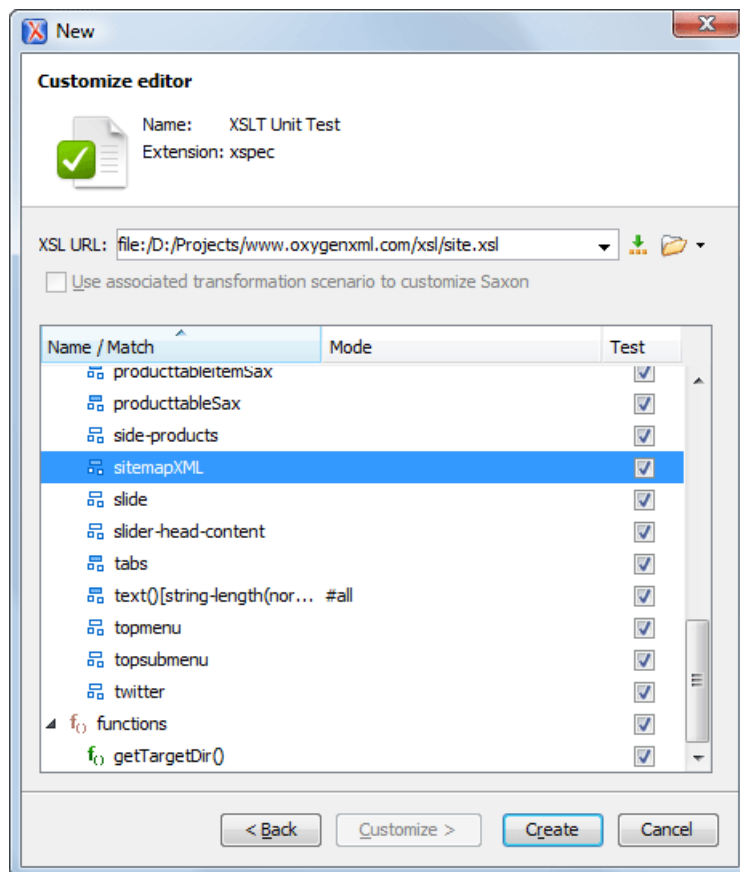 New
Customize editor
Name: XSLT Unit Test
Extension: xspec
XSL URL: file:/D:/Projects/www.oxygenxml.com/xsl/site.xsl
Use associated transformation scenario to customize Saxon
Name / Match Mode Test
producttableitemSax
producttableSax
side-products
sitemapXML
slide
slider-head-content
tabs
text()[string-length(nor... #all
topmenu
topsubmenu
twitter
f() functions
f() getTargetDir()
< Back Customize > Create Cancel